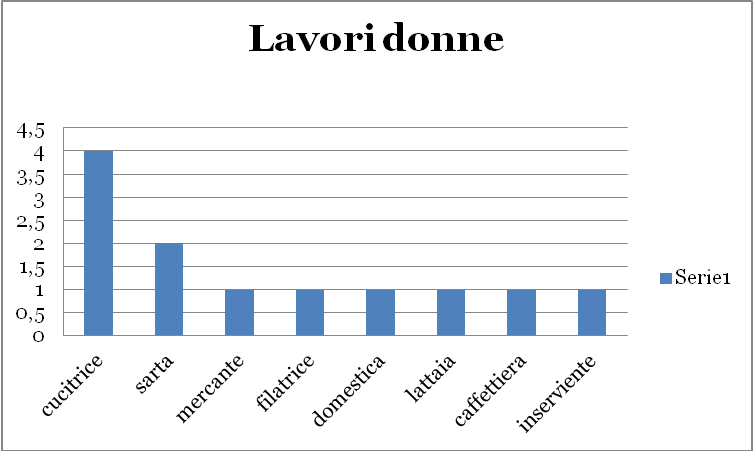 Lavori donne
4,5
4
3,5
3
2,5
2
1,5
1
0,5
0
cucitrice
sarta
mercante
filatrice
domestica
lattaia
caffettiera
inserviente
Serie1